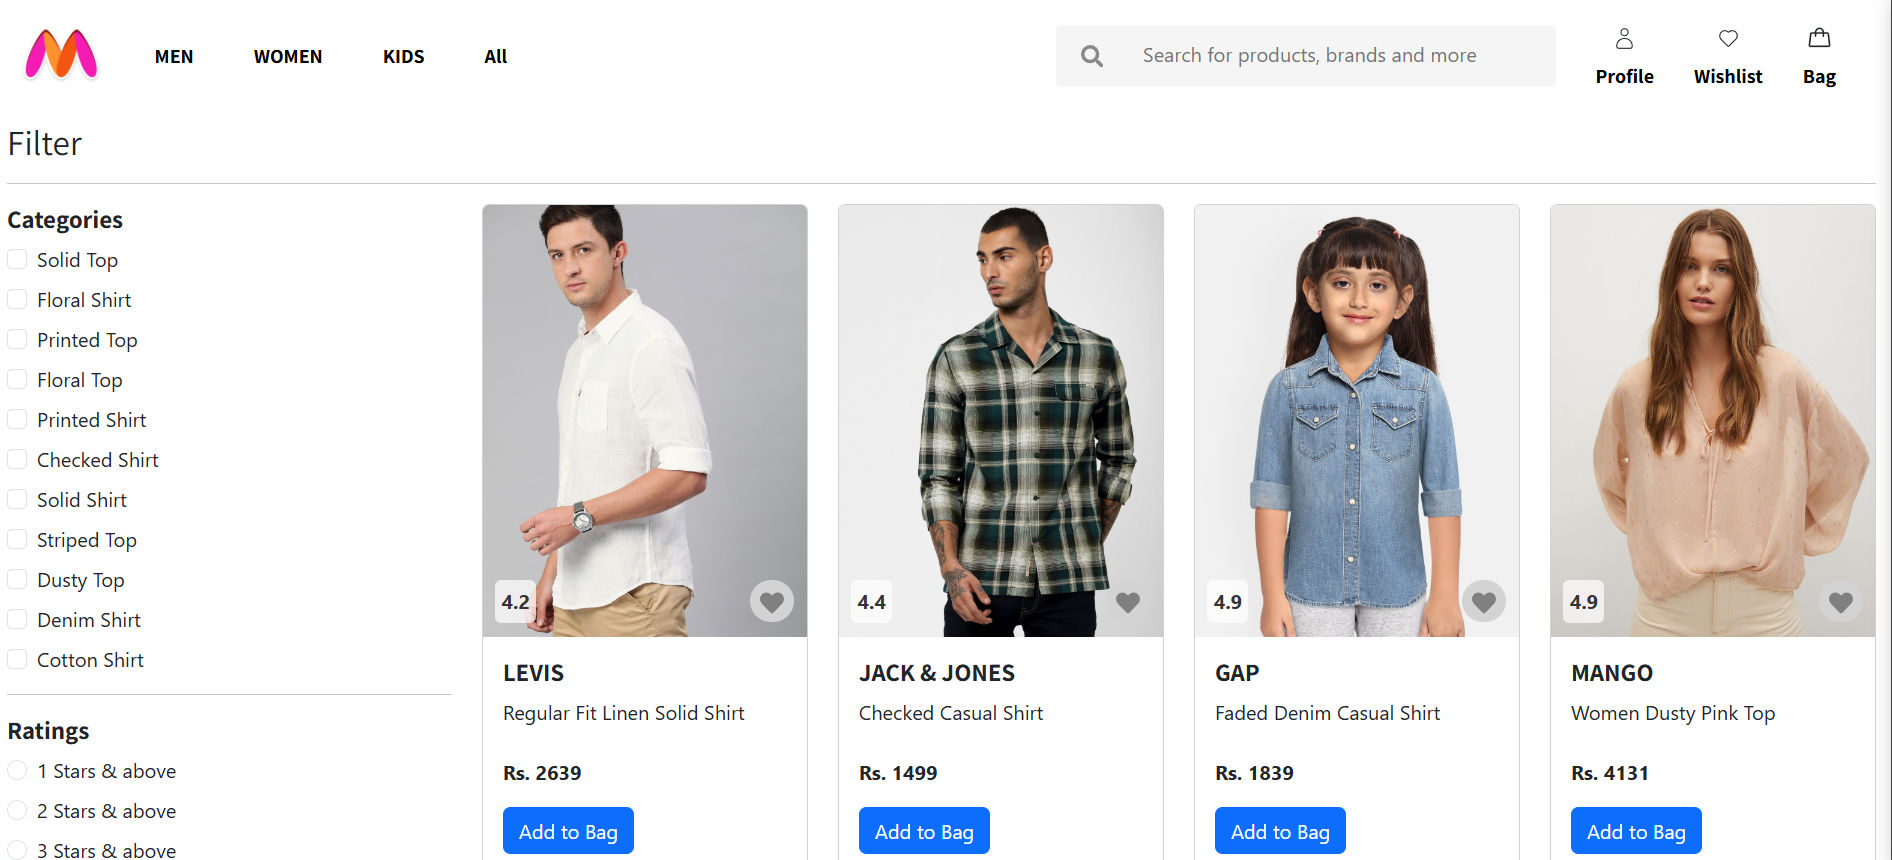 MEN
WOMEN
KIDS
All
Search for products, brands and more
Profile
Wishlist
Bag
Filter
Categories
Solid Top
Floral Shirt
Printed Top
Floral Top
Printed Shirt
Checked Shirt
Solid Shirt
Striped Top
Dusty Top
Denim Shirt
Cotton Shirt
Ratings
1 Stars & above
2 Stars & above
3 Stars & above
4.2
LEVIS
Regular Fit Linen Solid Shirt
Rs. 2639
Add to Bag
4.4
JACK & JONES
Checked Casual Shirt
Rs. 1499
Add to Bag
4.9
GAP
Faded Denim Casual Shirt
Rs. 1839
Add to Bag
4.9
MANGO
Women Dusty Pink Top
Rs. 4131
Add to Bag